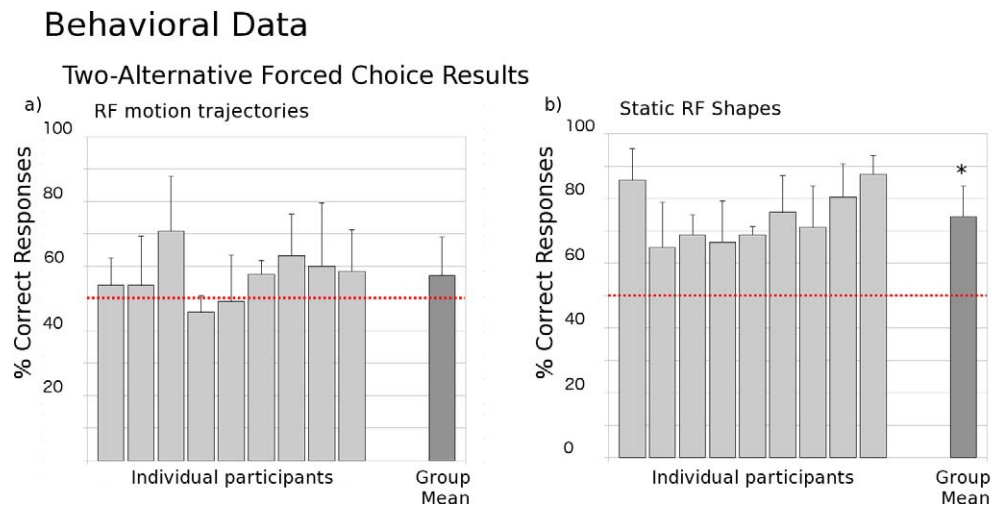 Behavioral Data
Two-Alternative Forced Choice Results
a) RF motion trajectories
100
80
60
40
20
% Correct Responses
Individual participants
Group
Mean
b) Static RF Shapes
100
80
60
40
20
0
% Correct Responses
*
Individual participants
Group
Mean